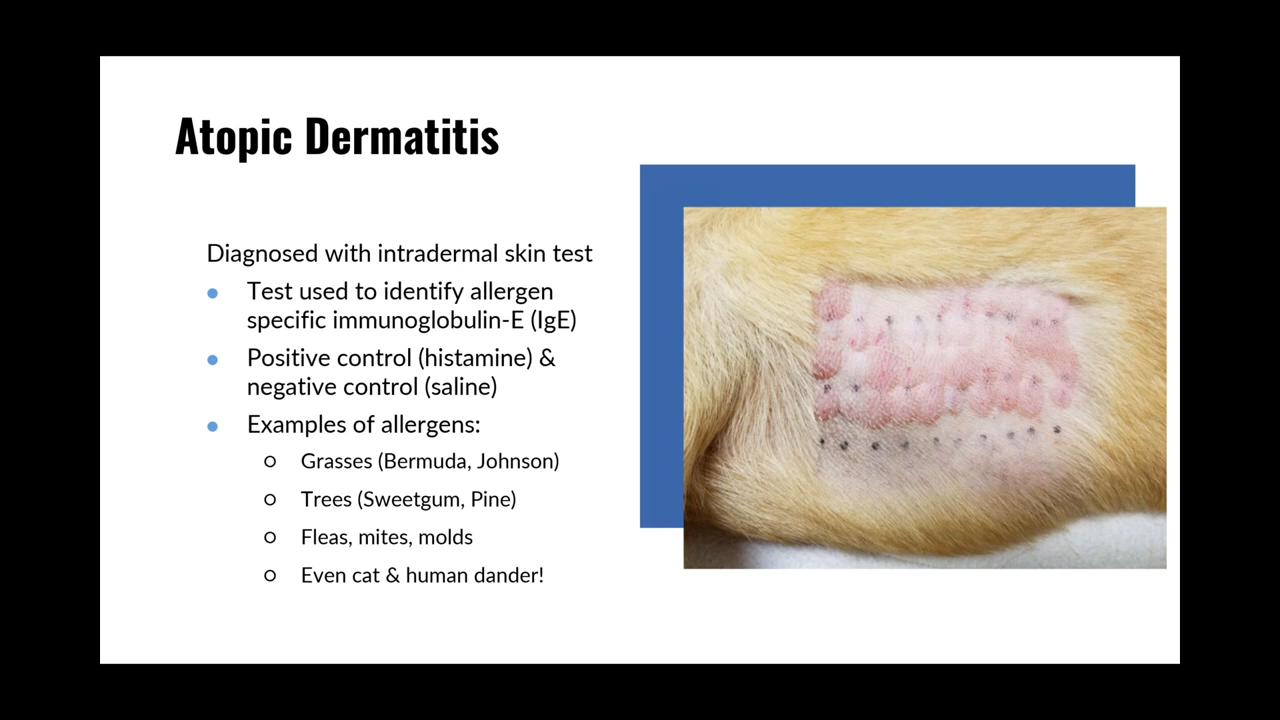 Atopic Dermatitis
Diagnosed with intradermal skin test
Test used to identify allergen
specific immunoglobulin-E (IgE)
Positive control (histamine) &
negative control (saline)
Examples of allergens:
Grasses (Bermuda, Johnson)
Trees (Sweetgum, Pine)
Fleas, mites, molds
Even cat & human dander!